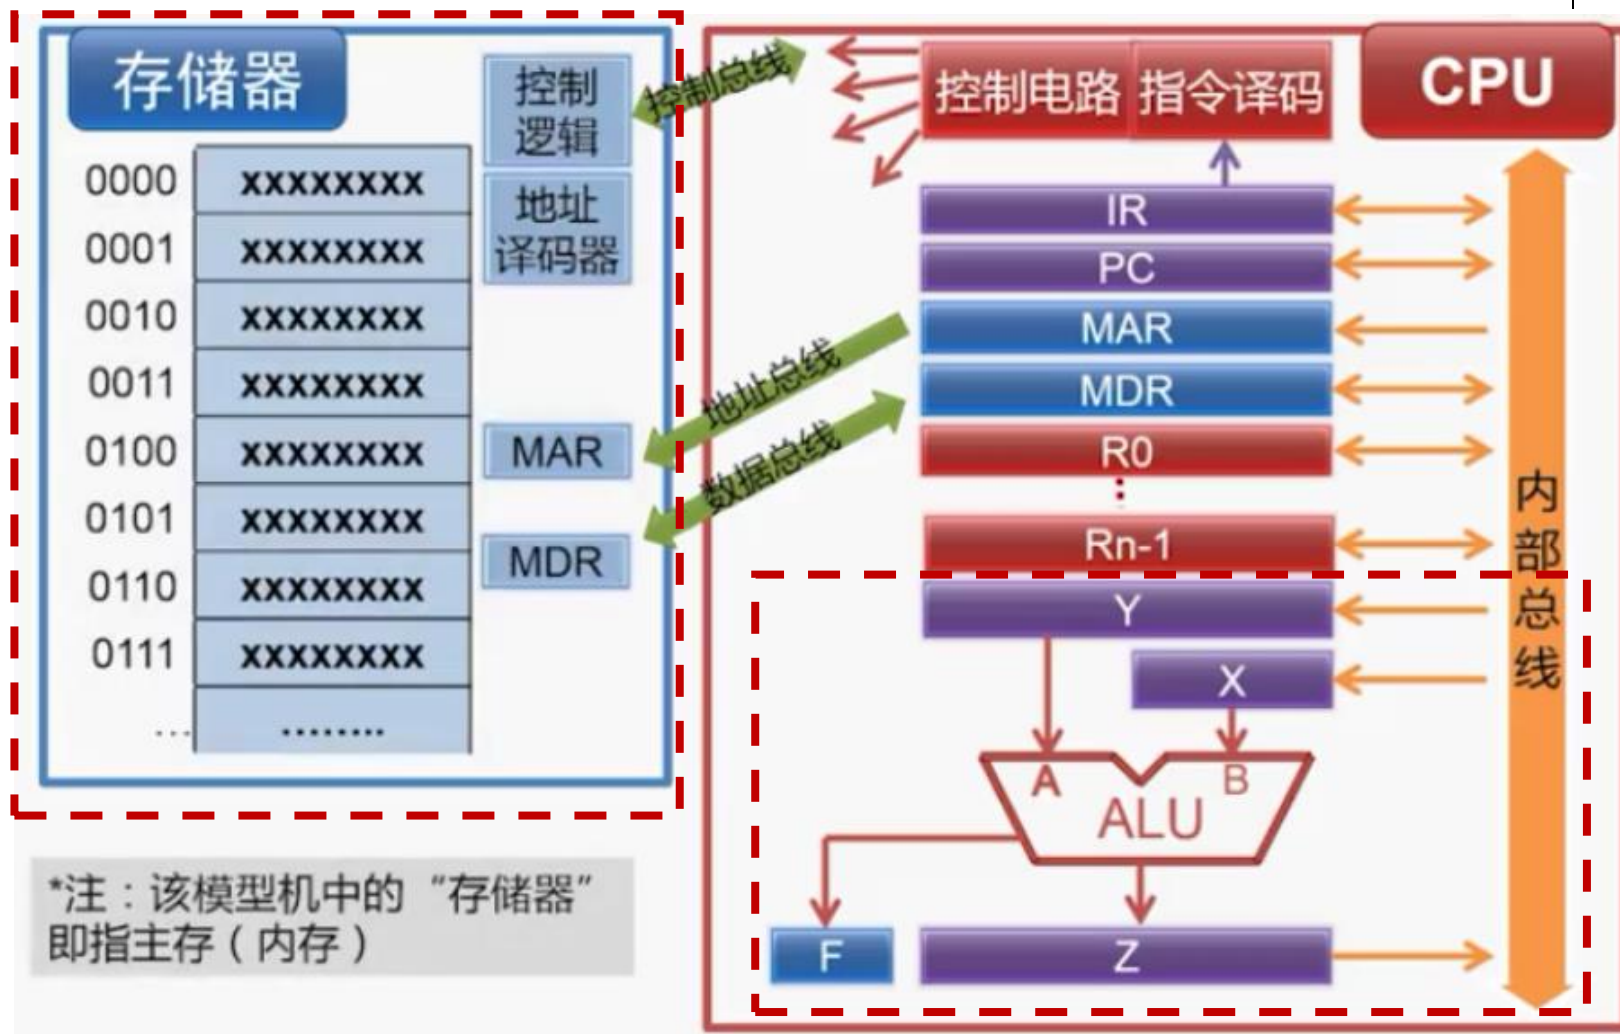 存储器
控制
逻辑
地址
译码器
0000 xxxxxxxx
0001 xxxxxxxx
0010 xxxxxxxx
0011 xxxxxxxx
0100 xxxxxxxx
0101 xxxxxxxx
0110 xxxxxxxx
0111 xxxxxxxx
... ........
MAR
MDR
*注：该模型机中的“存储器”
即指主存（内存）
控制总线
地址总线
数据总线
控制电路 指令译码
CPU
IR
PC
MAR
MDR
R0
⋮
Rn-1
Y
X
A B
ALU
F
Z
内
部
总
线